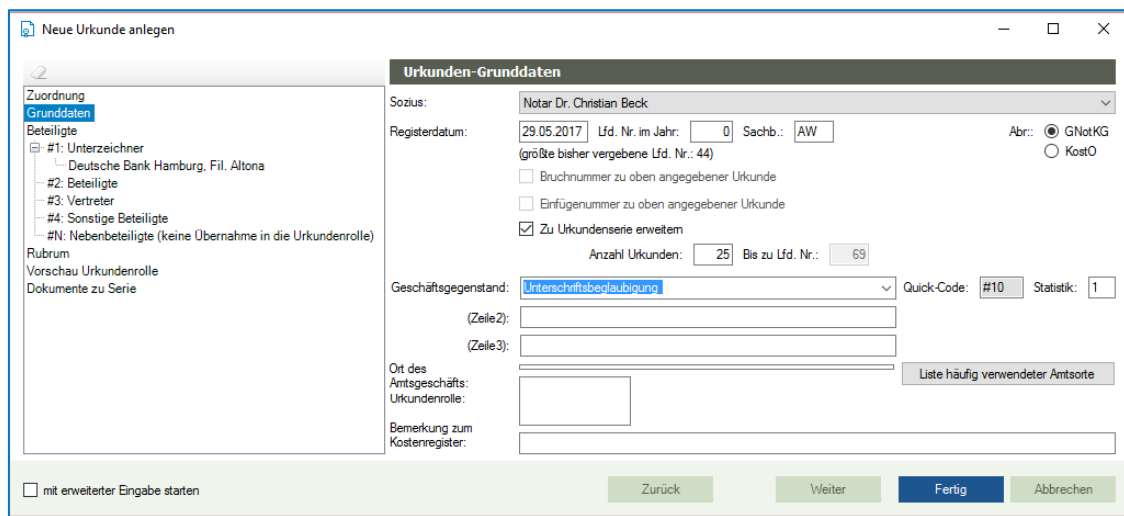 Neue Urkunde anlegen
Zuordnung
Grunddaten
Beteiligte
#1: Unterzeichner
Deutsche Bank Hamburg, Fil. Altona
#2: Beteiligte
#3: Vertreter
#4: Sonstige Beteiligte
#N: Nebenbeteiligte (keine Übernahme in die Urkundenrolle)
Rubrum
Vorschau Urkundenrolle
Dokumente zu Serie
Urkunden-Grunddaten
Sozius: Notar Dr. Christian Beck
Registerdatum: 29.05.2017 Lfd. Nr. im Jahr: 0 Sachb.: AW Abr.: GNotKG
(größte bisher vergebene Lfd. Nr.: 44) KostO
Bruchnummer zu oben angegebener Urkunde
Einfügenummer zu oben angegebener Urkunde
Zu Urkundenserie erweitern
Anzahl Urkunden: 25 Bis zu Lfd. Nr.: 69
Geschäftsgegenstand: Unterschriftsbeglaubigung Quick-Code: #10 Statistik: 1
(Zeile2):
(Zeile3):
Ort des
Amtsgeschäfts: Liste häufig verwendeter Amtsorte
Urkundenrolle:
Bemerkung zum
Kostenregister:
mit erweiterter Eingabe starten Zurück Weiter Fertig Abbrechen